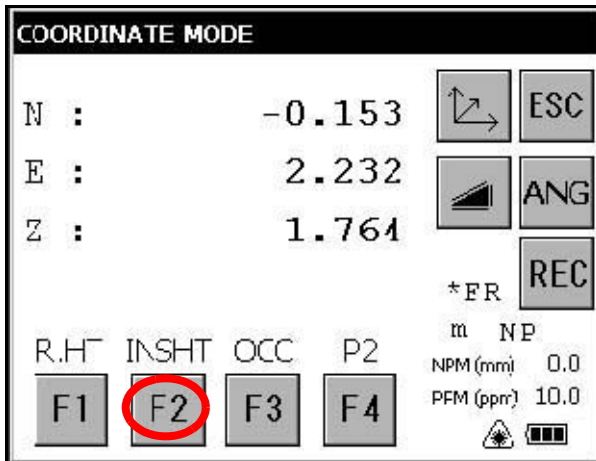 COORDINATE MODE
N : -0.153
ESC
E : 2.232
ANG
Z : 1.764
REC
*FR
m NP
R.HT INSHT OCC P2
NPM (mm) 0.0
F1 F2 F3 F4
PFM (ppm) 10.0